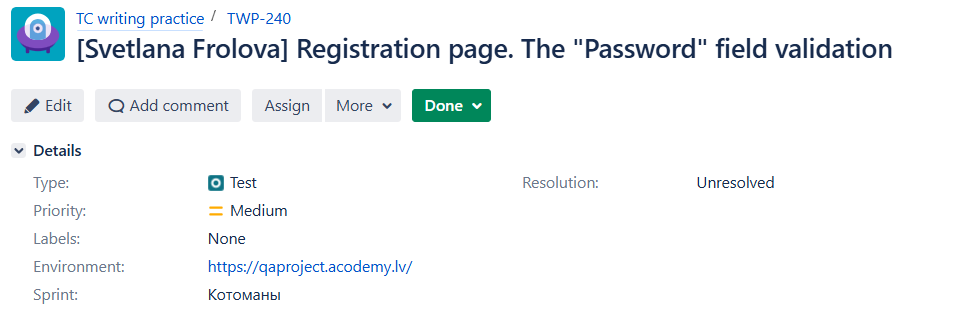 TC writing practice / TWP-240
[Svetlana Frolova] Registration page. The "Password" field validation
Edit Add comment Assign More Done
Details
Type: Test Resolution: Unresolved
Priority: Medium
Labels: None
Environment: https://qaproject.acodemy.lv/
Sprint: Котоманы